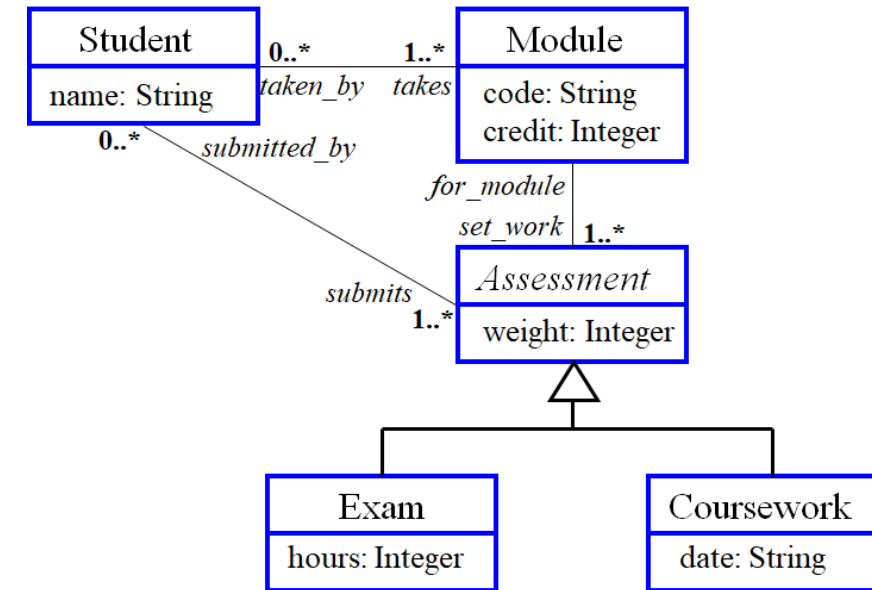 Student
name: String
0..*
1..*
taken_by
takes
Module
code: String
credit: Integer
0..*
submitted_by
for_module
set_work
1..*
submits
1..*
Assessment
weight: Integer
Exam
hours: Integer
Coursework
date: String